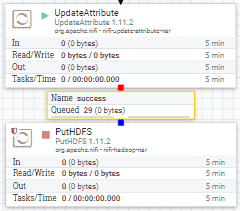 UpdateAttribute
UpdateAttribute 1.11.2
org.apache.nifi - nifi-update-attribute-nar
In 0 (0 bytes) 5 min
Read/Write 0 bytes / 0 bytes 5 min
Out 0 (0 bytes) 5 min
Tasks/Time 0 / 00:00:00.000 5 min
Name success
Queued 29 (0 bytes)
PutHDFS
PutHDFS 1.11.2
org.apache.nifi - nifi-hadoop-nar
In 0 (0 bytes) 5 min
Read/Write 0 bytes / 0 bytes 5 min
Out 0 (0 bytes) 5 min
Tasks/Time 0 / 00:00:00.000 5 min